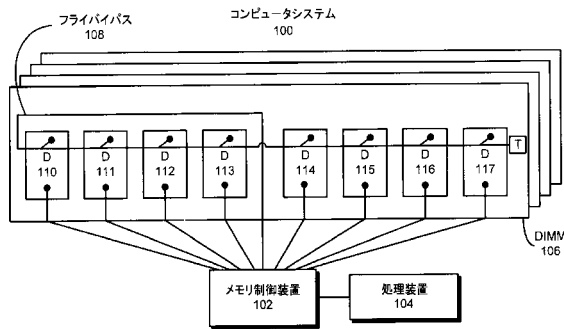 コンピュータシステム
100
フライバイパス
108
D
110
D
111
D
112
D
113
D
114
D
115
D
116
D
117
T
DIMM
106
メモリ制御装置
102
処理装置
104